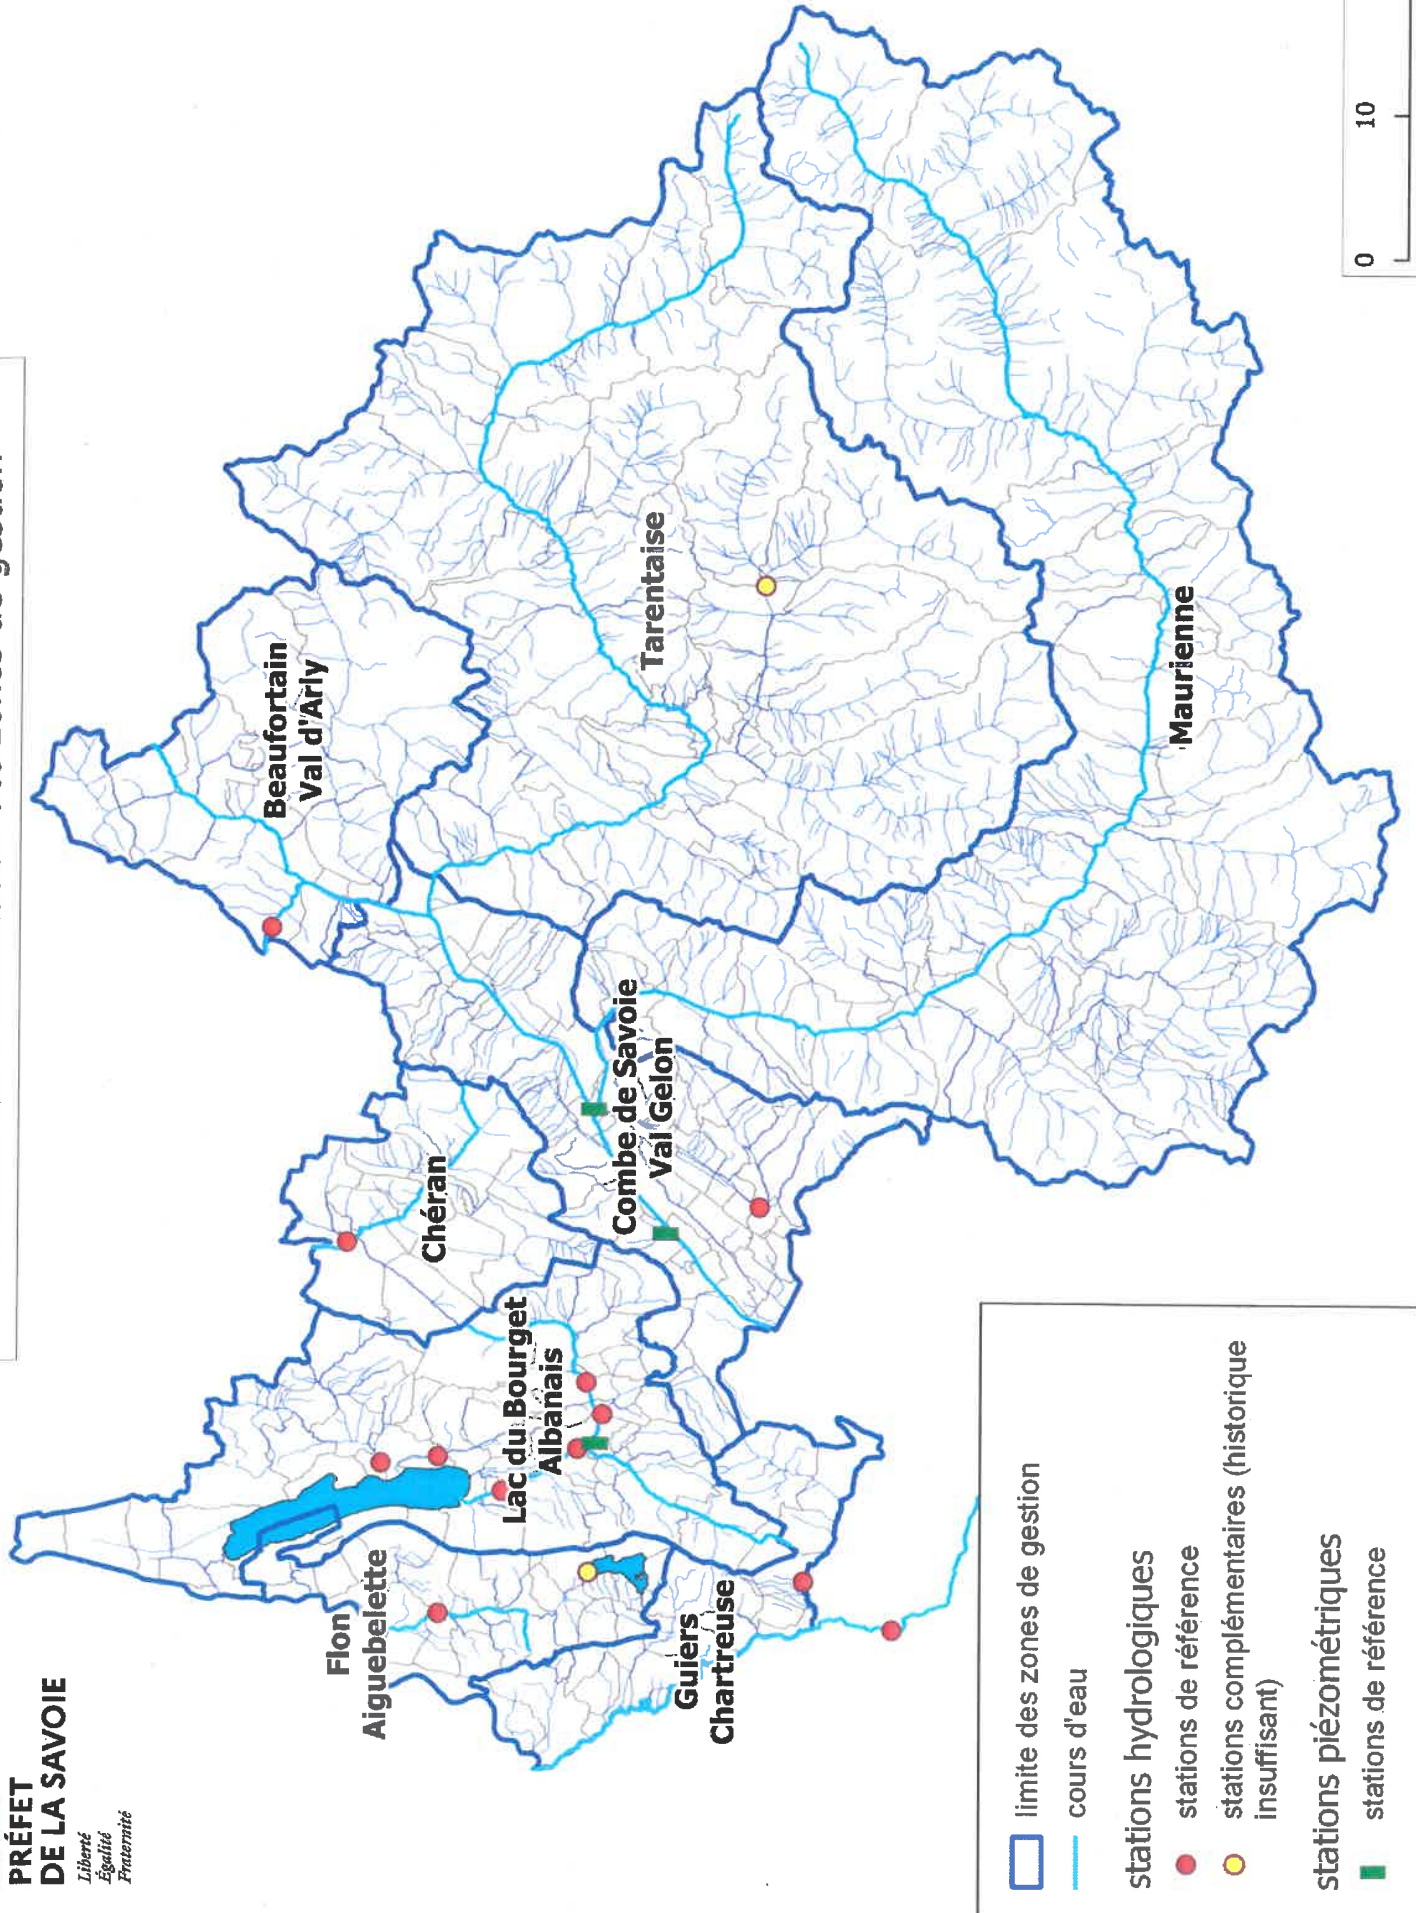 PRÉFET
DE LA SAVOIE
Liberté
Égalité
Fraternité
Beaufortain
Val d'Arly
Tarentaise
Maurienne
Chéran
Combe de Savoie
Val Gelon
Lac du Bourget
Albanais
Flon
Aiguebelette
Guiers
Chartreuse
limite des zones de gestion
cours d'eau
stations hydrologiques
stations de référence
stations complémentaires (historique
insuffisant)
stations piézométriques
stations de référence
0 10